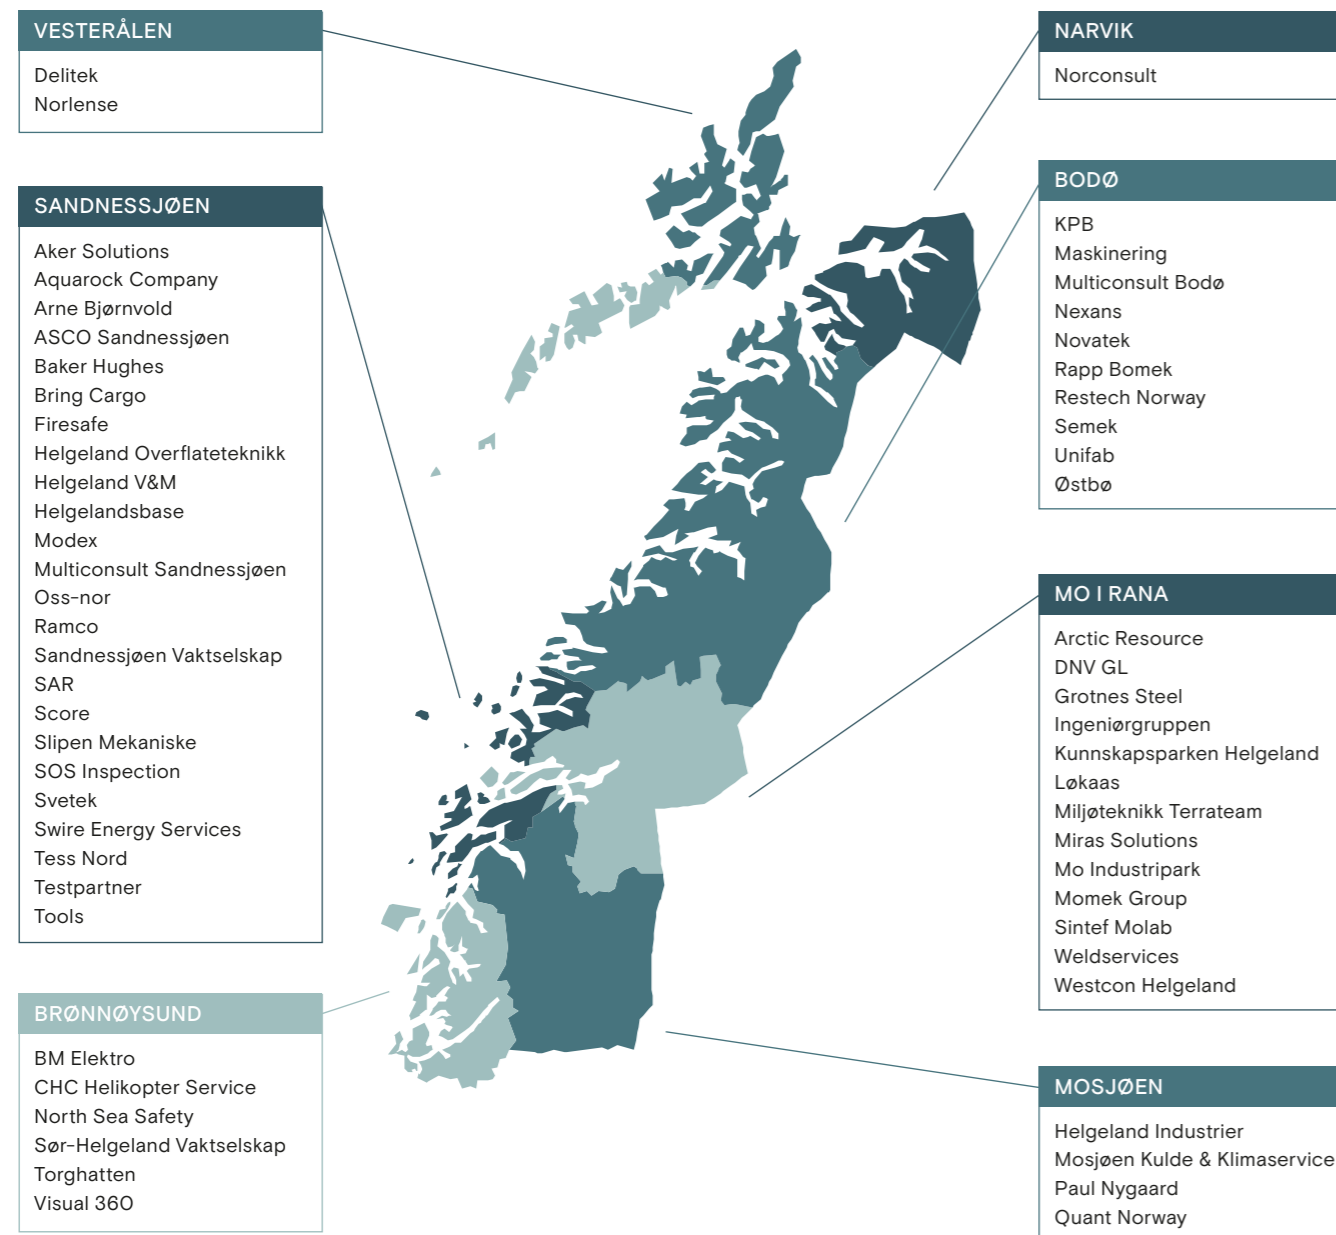 VESTERÅLEN
Delitek
Norlense
SANDNESSJØEN
Aker Solutions
Aquarock Company
Arne Bjørnvold
ASCO Sandnessjøen
Baker Hughes
Bring Cargo
Firesafe
Helgeland Overflateteknikk
Helgeland V&M
Helgelandsbase
Modex
Multiconsult Sandnessjøen
Oss-nor
Ramco
Sandnessjøen Vaktselskap
SAR
Score
Slipen Mekaniske
SOS Inspection
Svetek
Swire Energy Services
Tess Nord
Testpartner
Tools
BRØNNØYSUND
BM Elektro
CHC Helikopter Service
North Sea Safety
Sør-Helgeland Vaktselskap
Torghatten
Visual 360
NARVIK
Norconsult
BODØ
KPB
Maskinering
Multiconsult Bodø
Nexans
Novatek
Rapp Bomek
Restech Norway
Semek
Unifab
Østbø
MO I RANA
Arctic Resource
DNV GL
Grotnes Steel
Ingeniørgruppen
Kunnskapsparken Helgeland
Løkaas
Miljøteknikk Terrateam
Miras Solutions
Mo Industripark
Momek Group
Sintef Molab
Weldservices
Westcon Helgeland
MOSJØEN
Helgeland Industrier
Mosjøen Kulde & Klimaservice
Paul Nygaard
Quant Norway